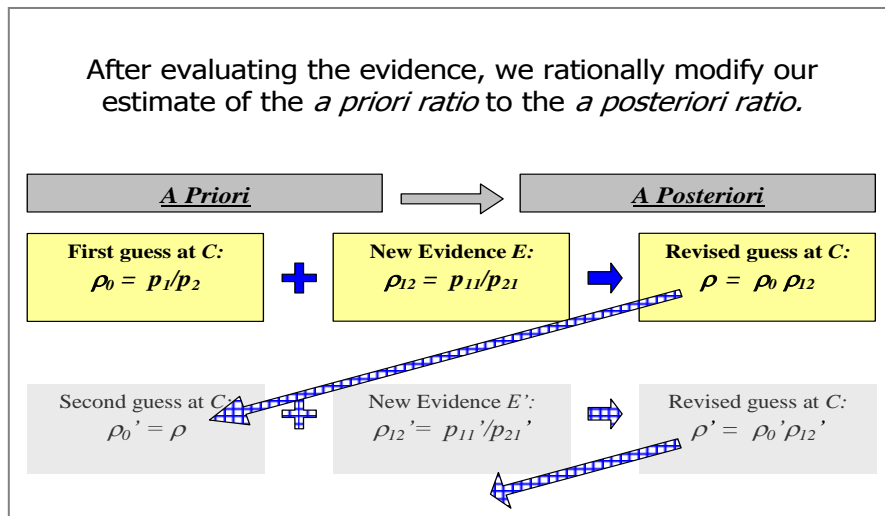 After evaluating the evidence, we rationally modify our
estimate of the a priori ratio to the a posteriori ratio.
A Priori
A Posteriori
First guess at C:
ρ0 = p1/p2
New Evidence E:
ρ12 = p11/p21
Revised guess at C:
ρ = ρ0 ρ12
Second guess at C:
ρ0’ = ρ
New Evidence E’:
ρ12’= p11’/p21’
Revised guess at C:
ρ’ = ρ0’ρ12’